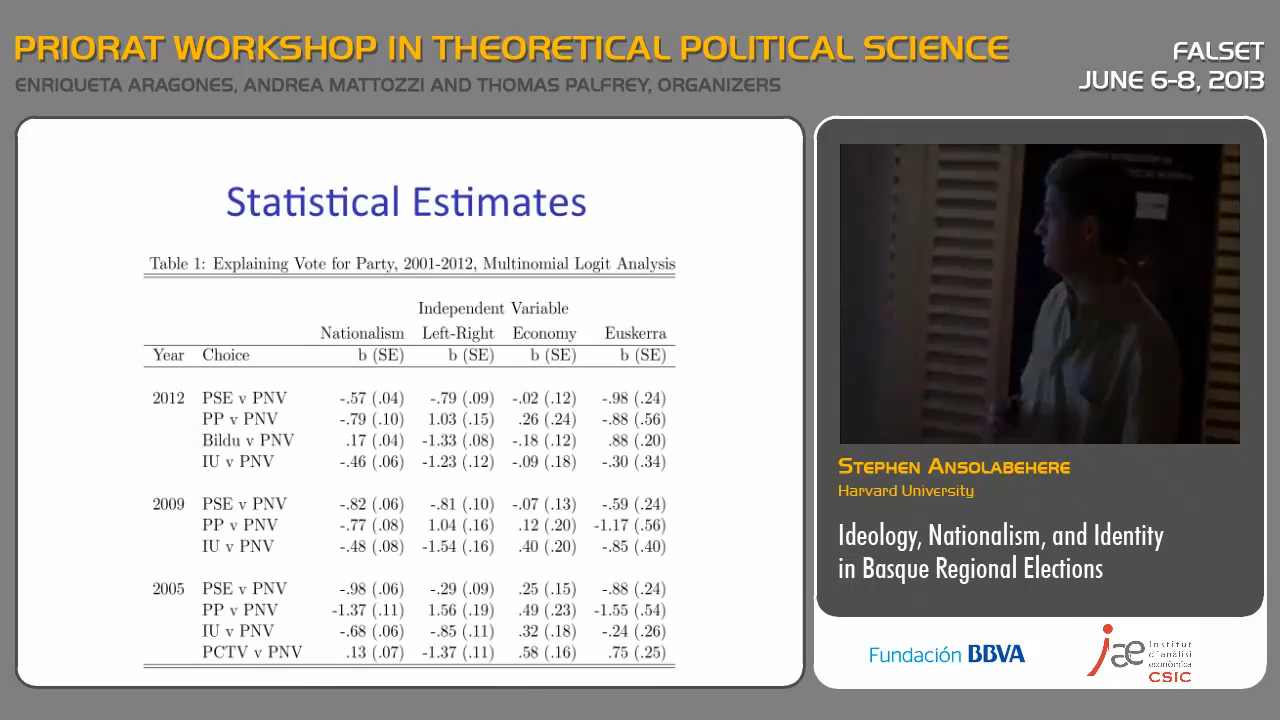 PRIORAT WORKSHOP IN THEORETICAL POLITICAL SCIENCE
ENRIQUETA ARAGONES, ANDREA MATTOZZI AND THOMAS PALFREY, ORGANIZERS
FALSET
JUNE 6-8, 2013
Statistical Estimates
Table 1: Explaining Vote for Party, 2001-2012, Multinomial Logit Analysis
Independent Variable
Nationalism Left-Right Economy Euskerra
Year Choice b (SE) b (SE) b (SE) b (SE)
2012 PSE v PNV -.57 (.04) -.79 (.09) -.02 (.12) -.98 (.24)
PP v PNV -.79 (.10) 1.03 (.15) .26 (.24) -.88 (.56)
Bildu v PNV .17 (.04) -1.33 (.08) -.18 (.12) .88 (.20)
IU v PNV -.46 (.06) -1.23 (.12) -.09 (.18) -.30 (.34)
2009 PSE v PNV -.82 (.06) -.81 (.10) -.07 (.13) -.59 (.24)
PP v PNV -.77 (.08) 1.04 (.16) .12 (.20) -1.17 (.56)
IU v PNV -.48 (.08) -1.54 (.16) .40 (.20) -.85 (.40)
2005 PSE v PNV -.98 (.06) -.29 (.09) .25 (.15) -.88 (.24)
PP v PNV -1.37 (.11) 1.56 (.19) .49 (.23) -1.55 (.54)
IU v PNV -.68 (.06) -.85 (.11) .32 (.18) -.24 (.26)
PCTV v PNV .13 (.07) -1.37 (.11) .58 (.16) .75 (.25)
STEPHEN ANSOLABEHERE
Harvard University
Ideology, Nationalism, and Identity
in Basque Regional Elections
Fundación BBVA
iae
Institut
d'anàlisi
econòmica
CSIC